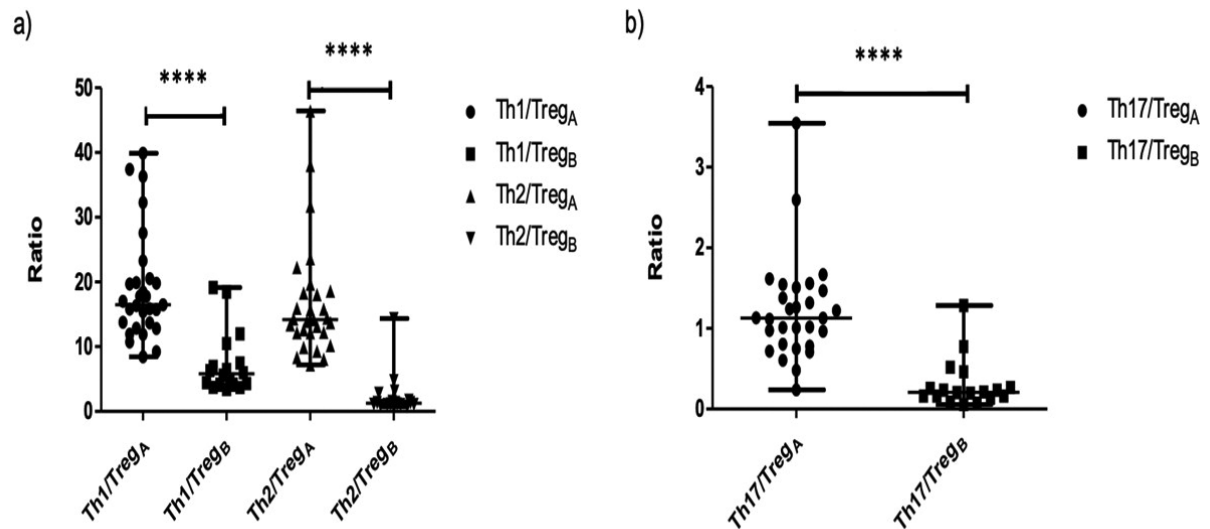 a)
****
****
50
40
30
20
10
0
Ratio
Th1/TregA
Th1/TregB
Th2/TregA
Th2/TregB
Th1/TregA
Th1/TregB
Th2/TregA
Th2/TregB
b)
****
4
3
2
1
0
Ratio
Th17/TregA
Th17/TregB
Th17/TregA
Th17/TregB